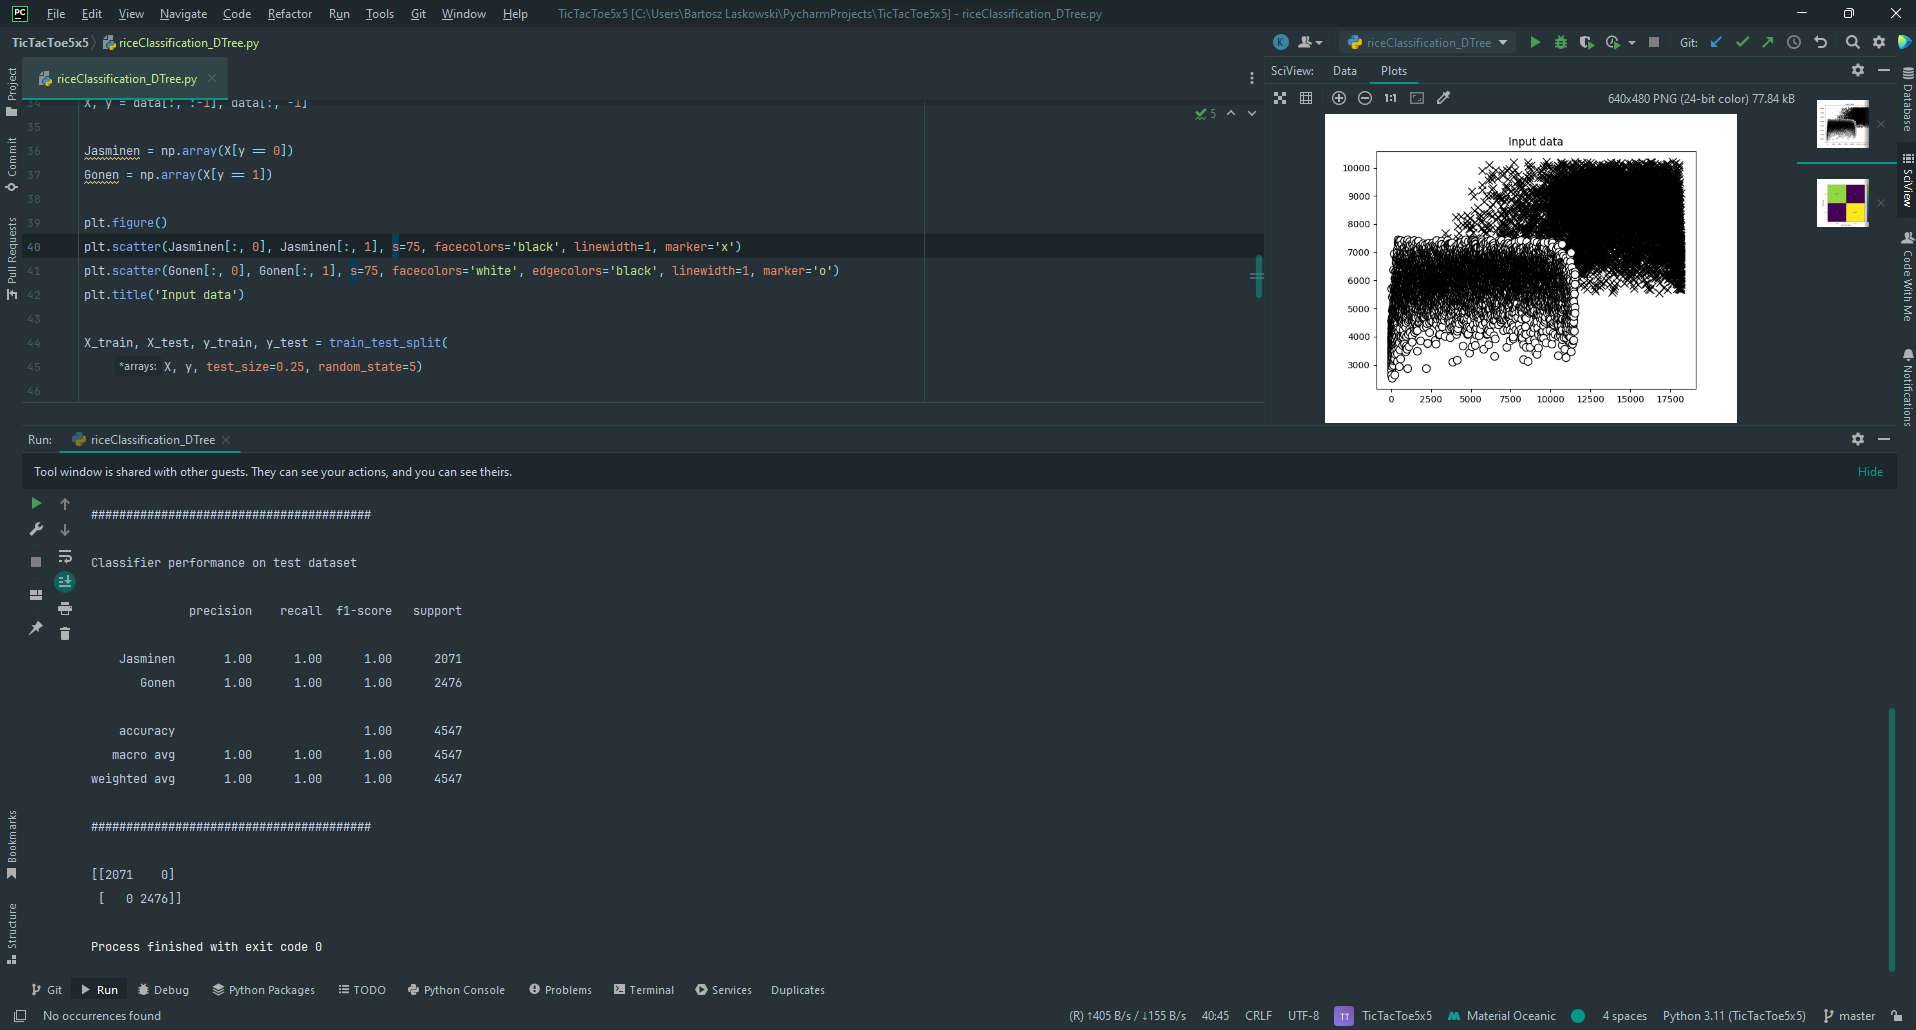 PC File Edit View Navigate Code Refactor Run Tools Git Window Help TicTacToe5x5 [C:\Users\Bartosz Laskowski\PycharmProjects\TicTacToe5x5] - riceClassification_DTree.py
TicTacToe5x5 riceClassification_DTree.py K riceClassification_DTree Git:
Project
Commit
Pull Requests
Bookmarks
Structure
riceClassification_DTree.py
5
34 X, y = data[:, :-1], data[:, -1]
35
36 Jasminen = np.array(X[y == 0])
37 Gonen = np.array(X[y == 1])
38
39 plt.figure()
40 plt.scatter(Jasminen[:, 0], Jasminen[:, 1], s=75, facecolors='black', linewidth=1, marker='x')
41 plt.scatter(Gonen[:, 0], Gonen[:, 1], s=75, facecolors='white', edgecolors='black', linewidth=1, marker='o')
42 plt.title('Input data')
43
44 X_train, X_test, y_train, y_test = train_test_split(
45 *arrays: X, y, test_size=0.25, random_state=5)
46
SciView: Data Plots
1:1 640x480 PNG (24-bit color) 77.84 kB
Input data
10000
9000
8000
7000
6000
5000
4000
3000
0 2500 5000 7500 10000 12500 15000 17500
Database
SciView
Code With Me
Notifications
Run: riceClassification_DTree
Tool window is shared with other guests. They can see your actions, and you can see theirs. Hide
########################################
Classifier performance on test dataset
precision recall f1-score support
Jasminen 1.00 1.00 1.00 2071
Gonen 1.00 1.00 1.00 2476
accuracy 1.00 4547
macro avg 1.00 1.00 1.00 4547
weighted avg 1.00 1.00 1.00 4547
########################################
[[2071 0]
[ 0 2476]]
Process finished with exit code 0
Git Run Debug Python Packages TODO Python Console Problems Terminal Services Duplicates
No occurrences found (R) ↑405 B/s / ↓155 B/s 40:45 CRLF UTF-8 TT TicTacToe5x5 Material Oceanic 4 spaces Python 3.11 (TicTacToe5x5) master